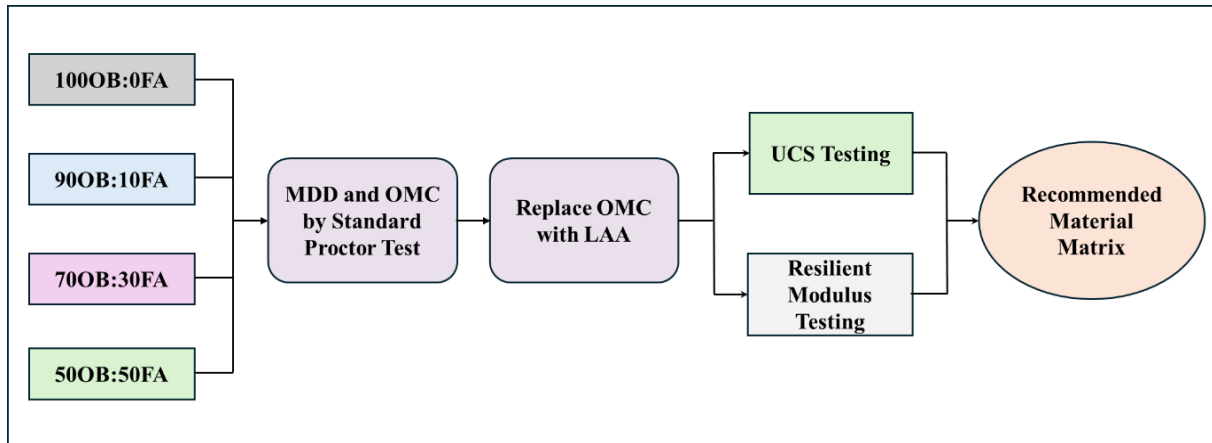 100OB:0FA
90OB:10FA
70OB:30FA
50OB:50FA
MDD and OMC
by Standard
Proctor Test
Replace OMC
with LAA
UCS Testing
Resilient
Modulus
Testing
Recommended
Material
Matrix